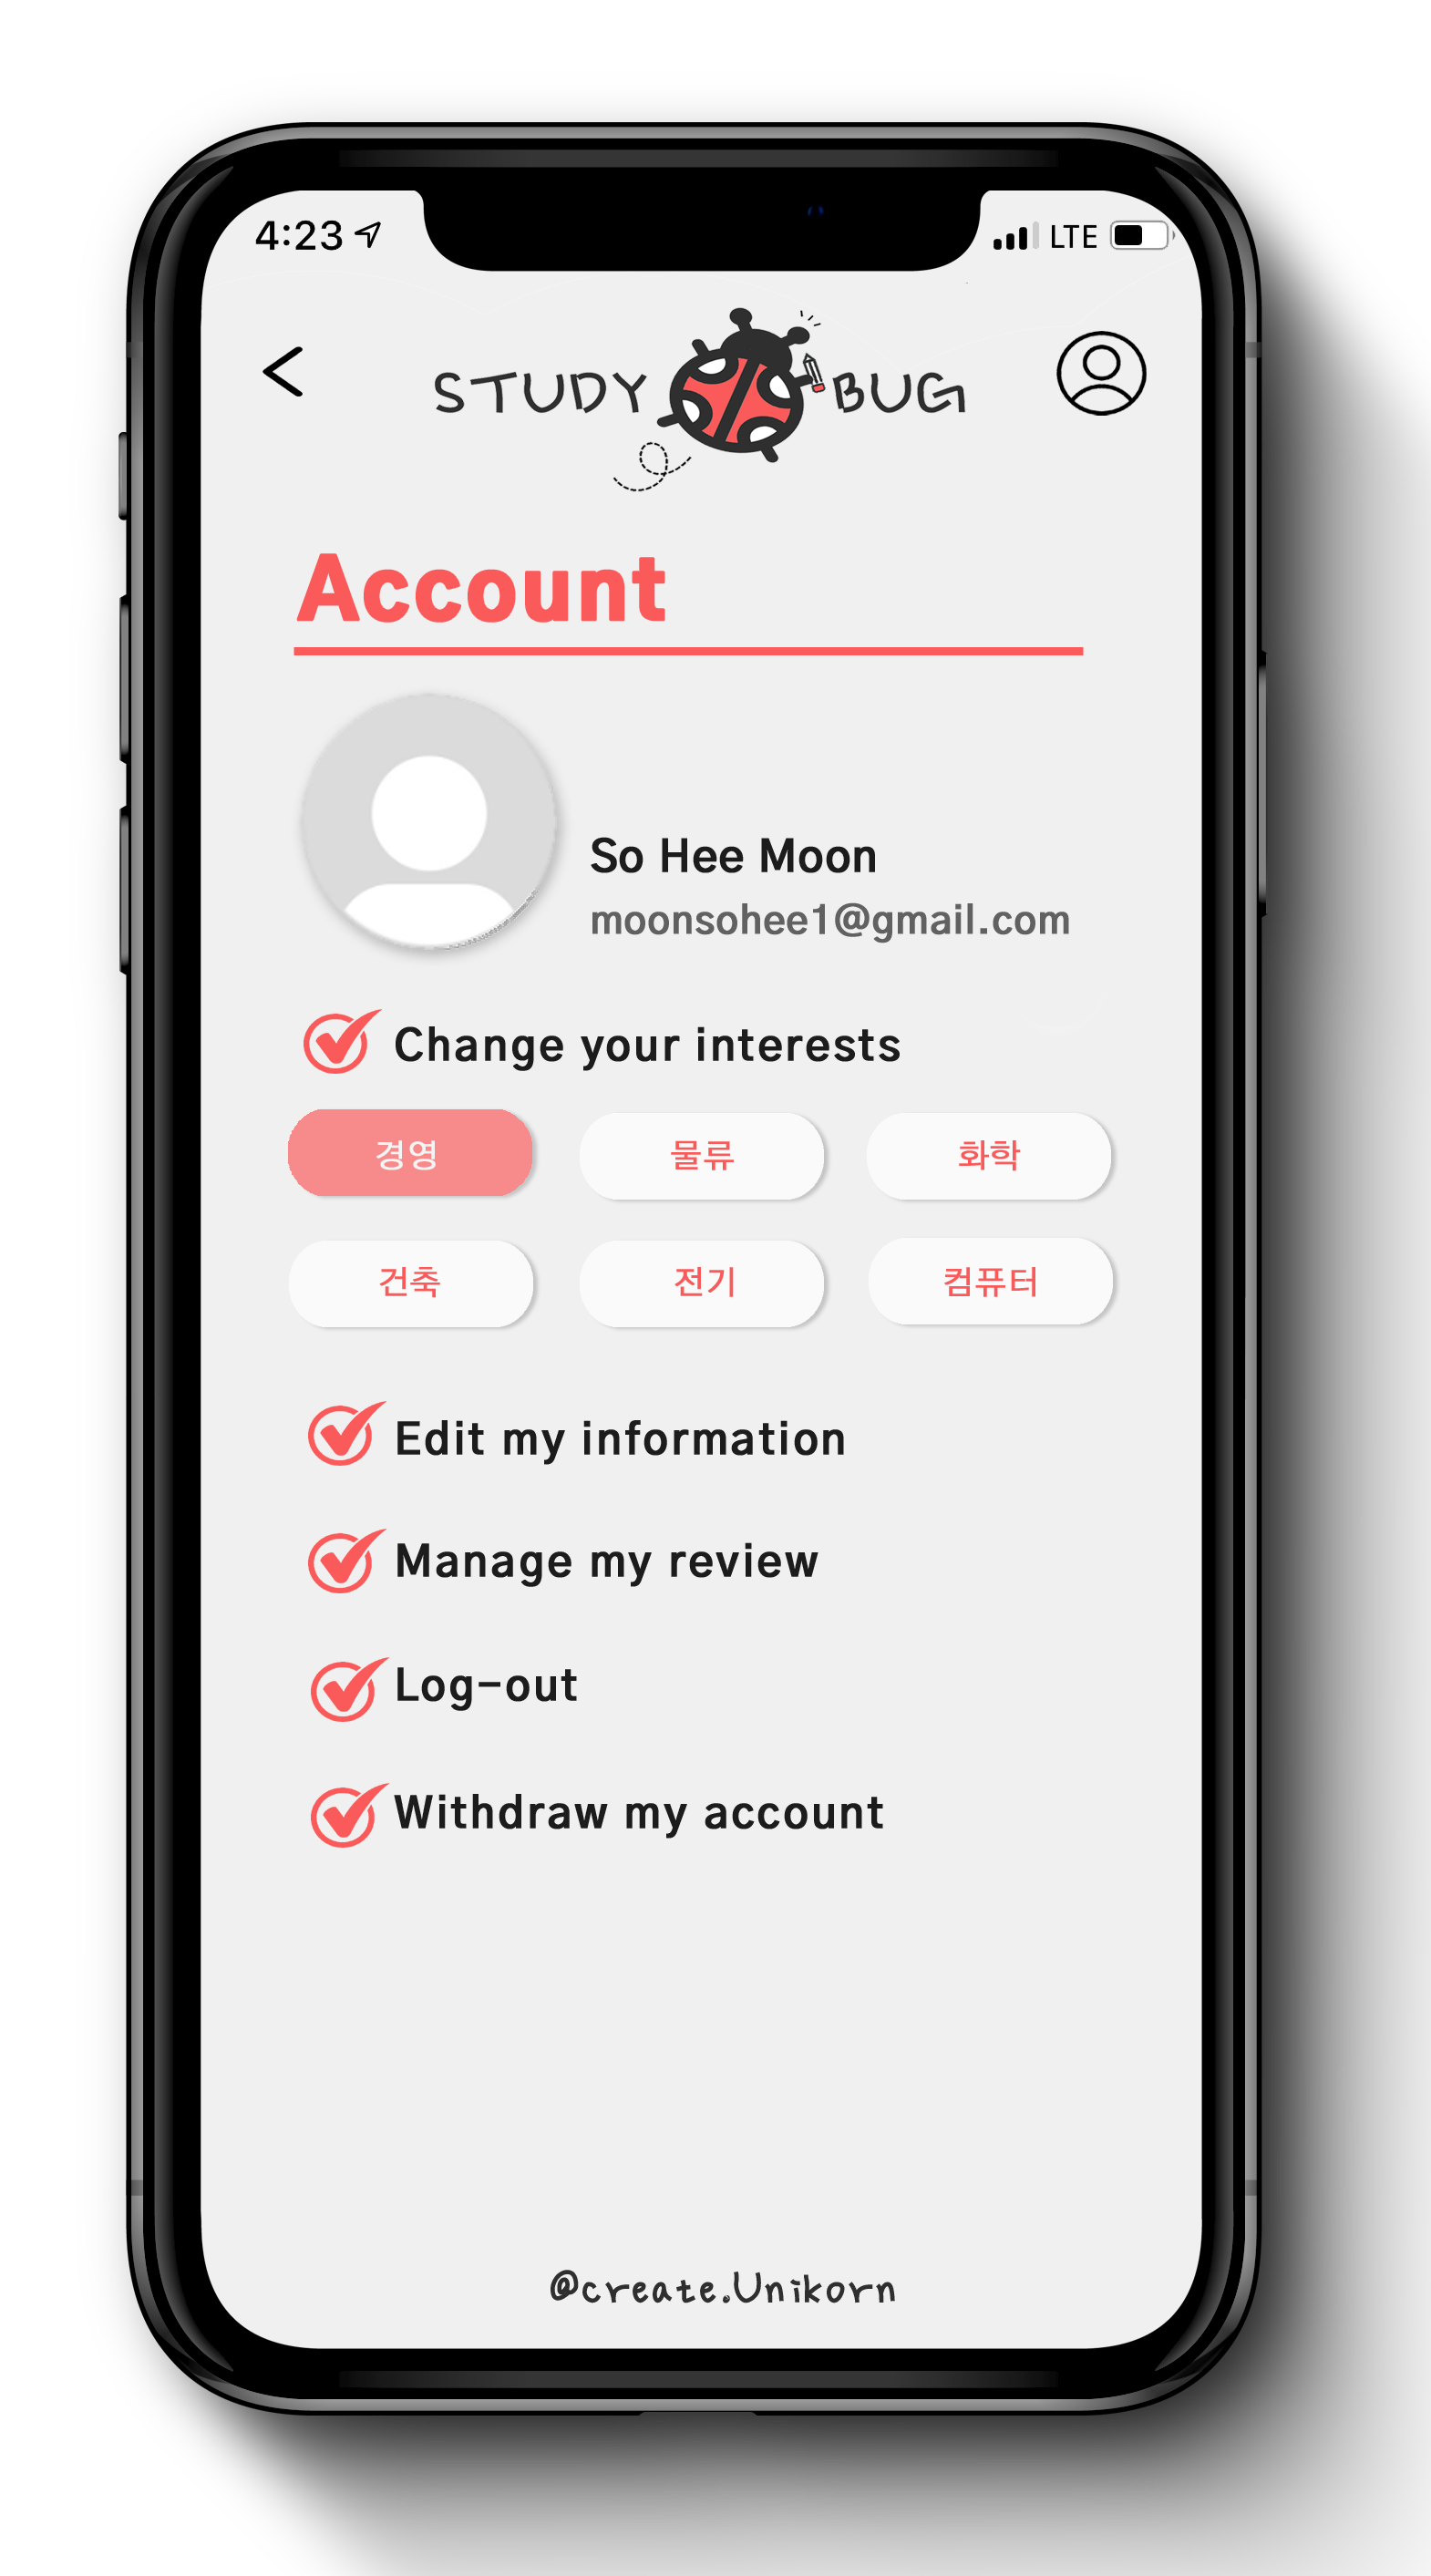 4:23 LTE
STUDY BUG
Account
So Hee Moon
moonsohee1@gmail.com
Change your interests
경영 물류 화학
건축 전기 컴퓨터
Edit my information
Manage my review
Log-out
Withdraw my account
@create.Unikorn